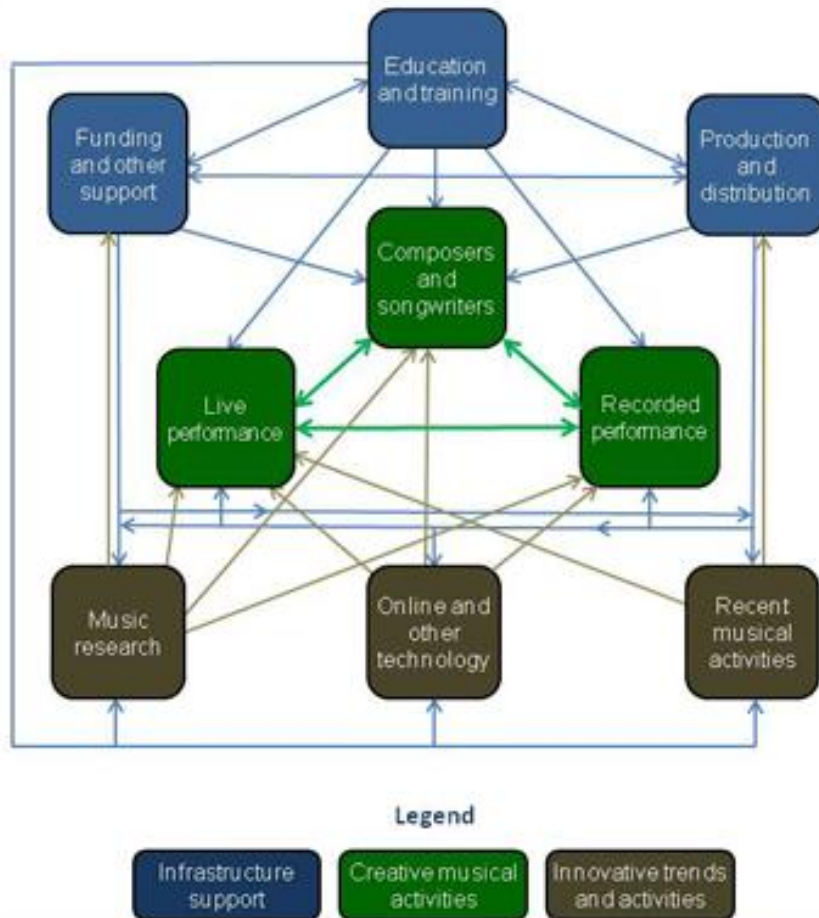 Education
and training
Funding
and other
support
Production
and
distribution
Composers
and
songwriters
Live
performance
Recorded
performance
Music
research
Online and
other
technology
Recent
musical
activities
Legend
Infrastructure
support
Creative musical
activities
Innovative trends
and activities